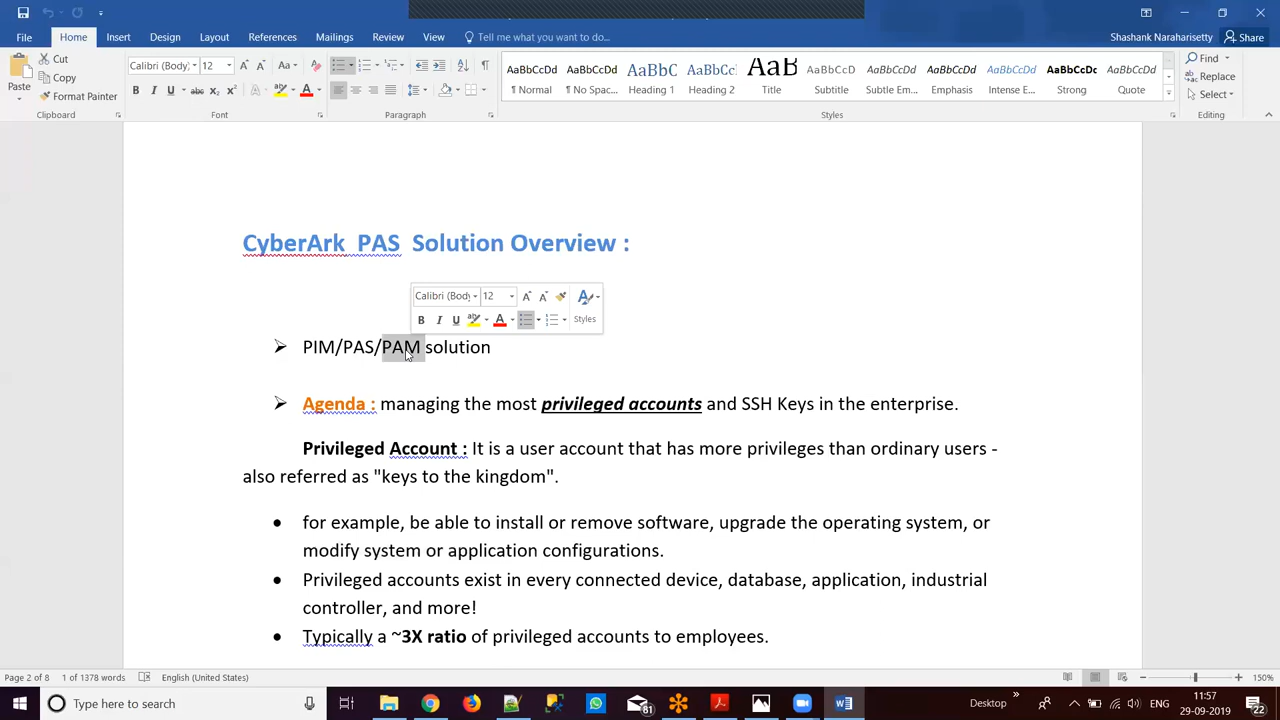 File Home Insert Design Layout References Mailings Review View Tell me what you want to do... Shashank Naraharisetty Share
Paste Cut Copy Format Painter
Calibri (Body) 12
AaBbCcDd AaBbCcDd AaBbC AaBbCc AaB AaBbCcD AaBbCcDd AaBbCcDd AaBbCcDd AaBbCcDc AaBbCcDd
¶ Normal ¶ No Spac... Heading 1 Heading 2 Title Subtitle Subtle Em... Emphasis Intense E... Strong Quote
Find Replace Select
Clipboard Font Paragraph Styles Editing
CyberArk PAS Solution Overview :
Calibri (Body 12
B I U Styles
PIM/PAS/PAM solution
Agenda : managing the most privileged accounts and SSH Keys in the enterprise.
Privileged Account : It is a user account that has more privileges than ordinary users -
also referred as "keys to the kingdom".
• for example, be able to install or remove software, upgrade the operating system, or
modify system or application configurations.
• Privileged accounts exist in every connected device, database, application, industrial
controller, and more!
• Typically a ~3X ratio of privileged accounts to employees.
Page 2 of 8 1 of 1378 words English (United States) 150%
Type here to search 61 Desktop 11:57
29-09-2019 22